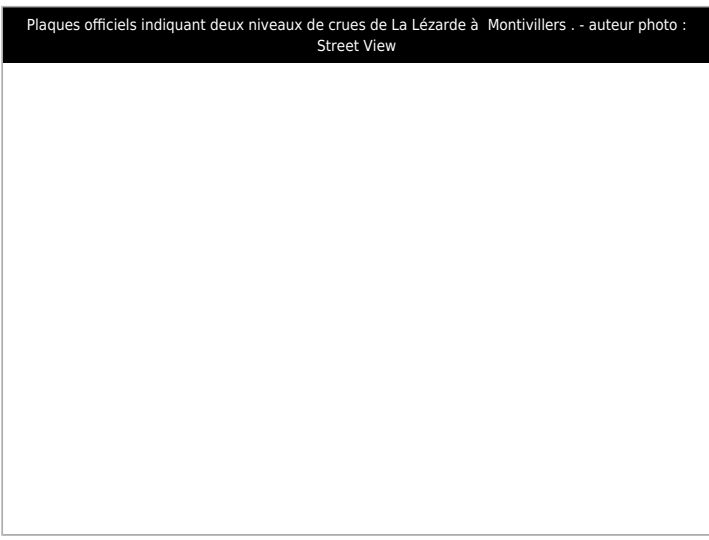 Plaques officiels indiquant deux niveaux de crues de La Lézarde à  Montivillers . - auteur photo :
Street View